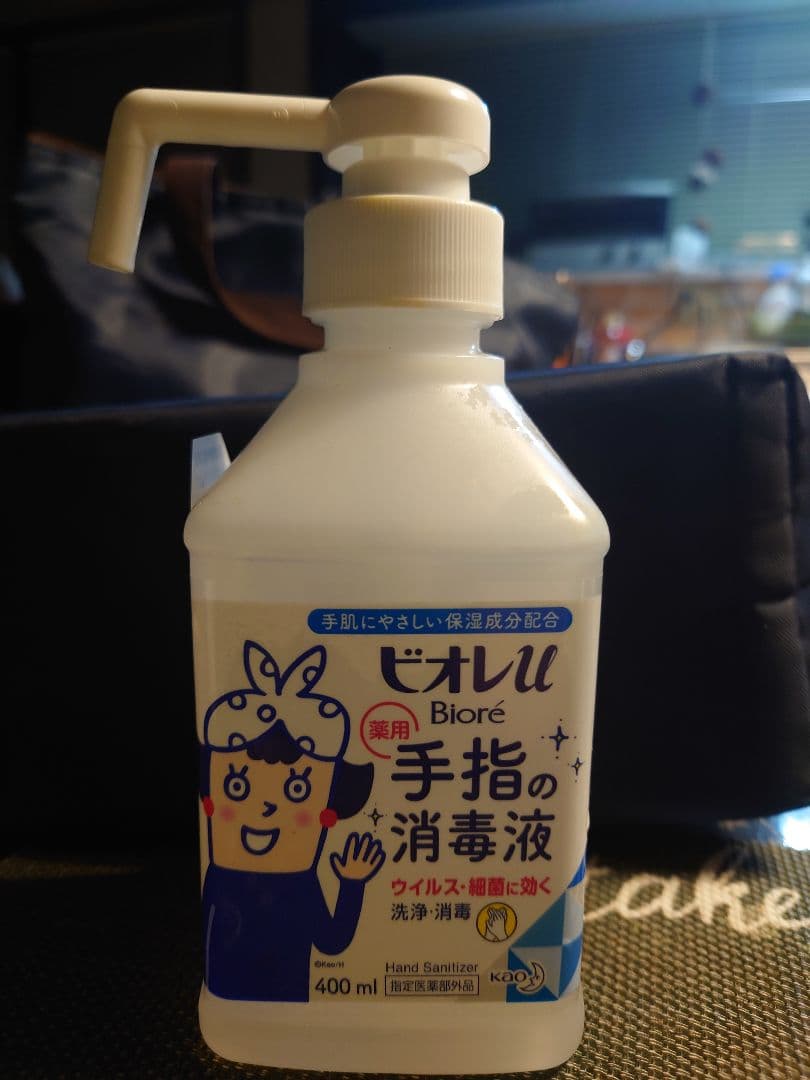 手肌にやさしい保湿成分配合
ビオレu
Bioré
薬用
手指の
消毒液
ウイルス・細菌に効く
洗浄・消毒
©Kao/H
Hand Sanitizer
400 ml
指定医薬部外品
Kao
take